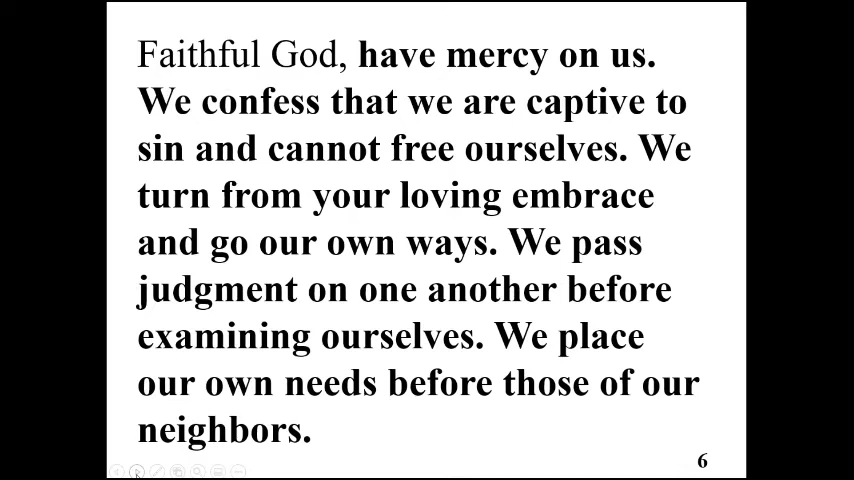 Faithful God, have mercy on us.
We confess that we are captive to
sin and cannot free ourselves. We
turn from your loving embrace
and go our own ways. We pass
judgment on one another before
examining ourselves. We place
our own needs before those of our
neighbors.
6